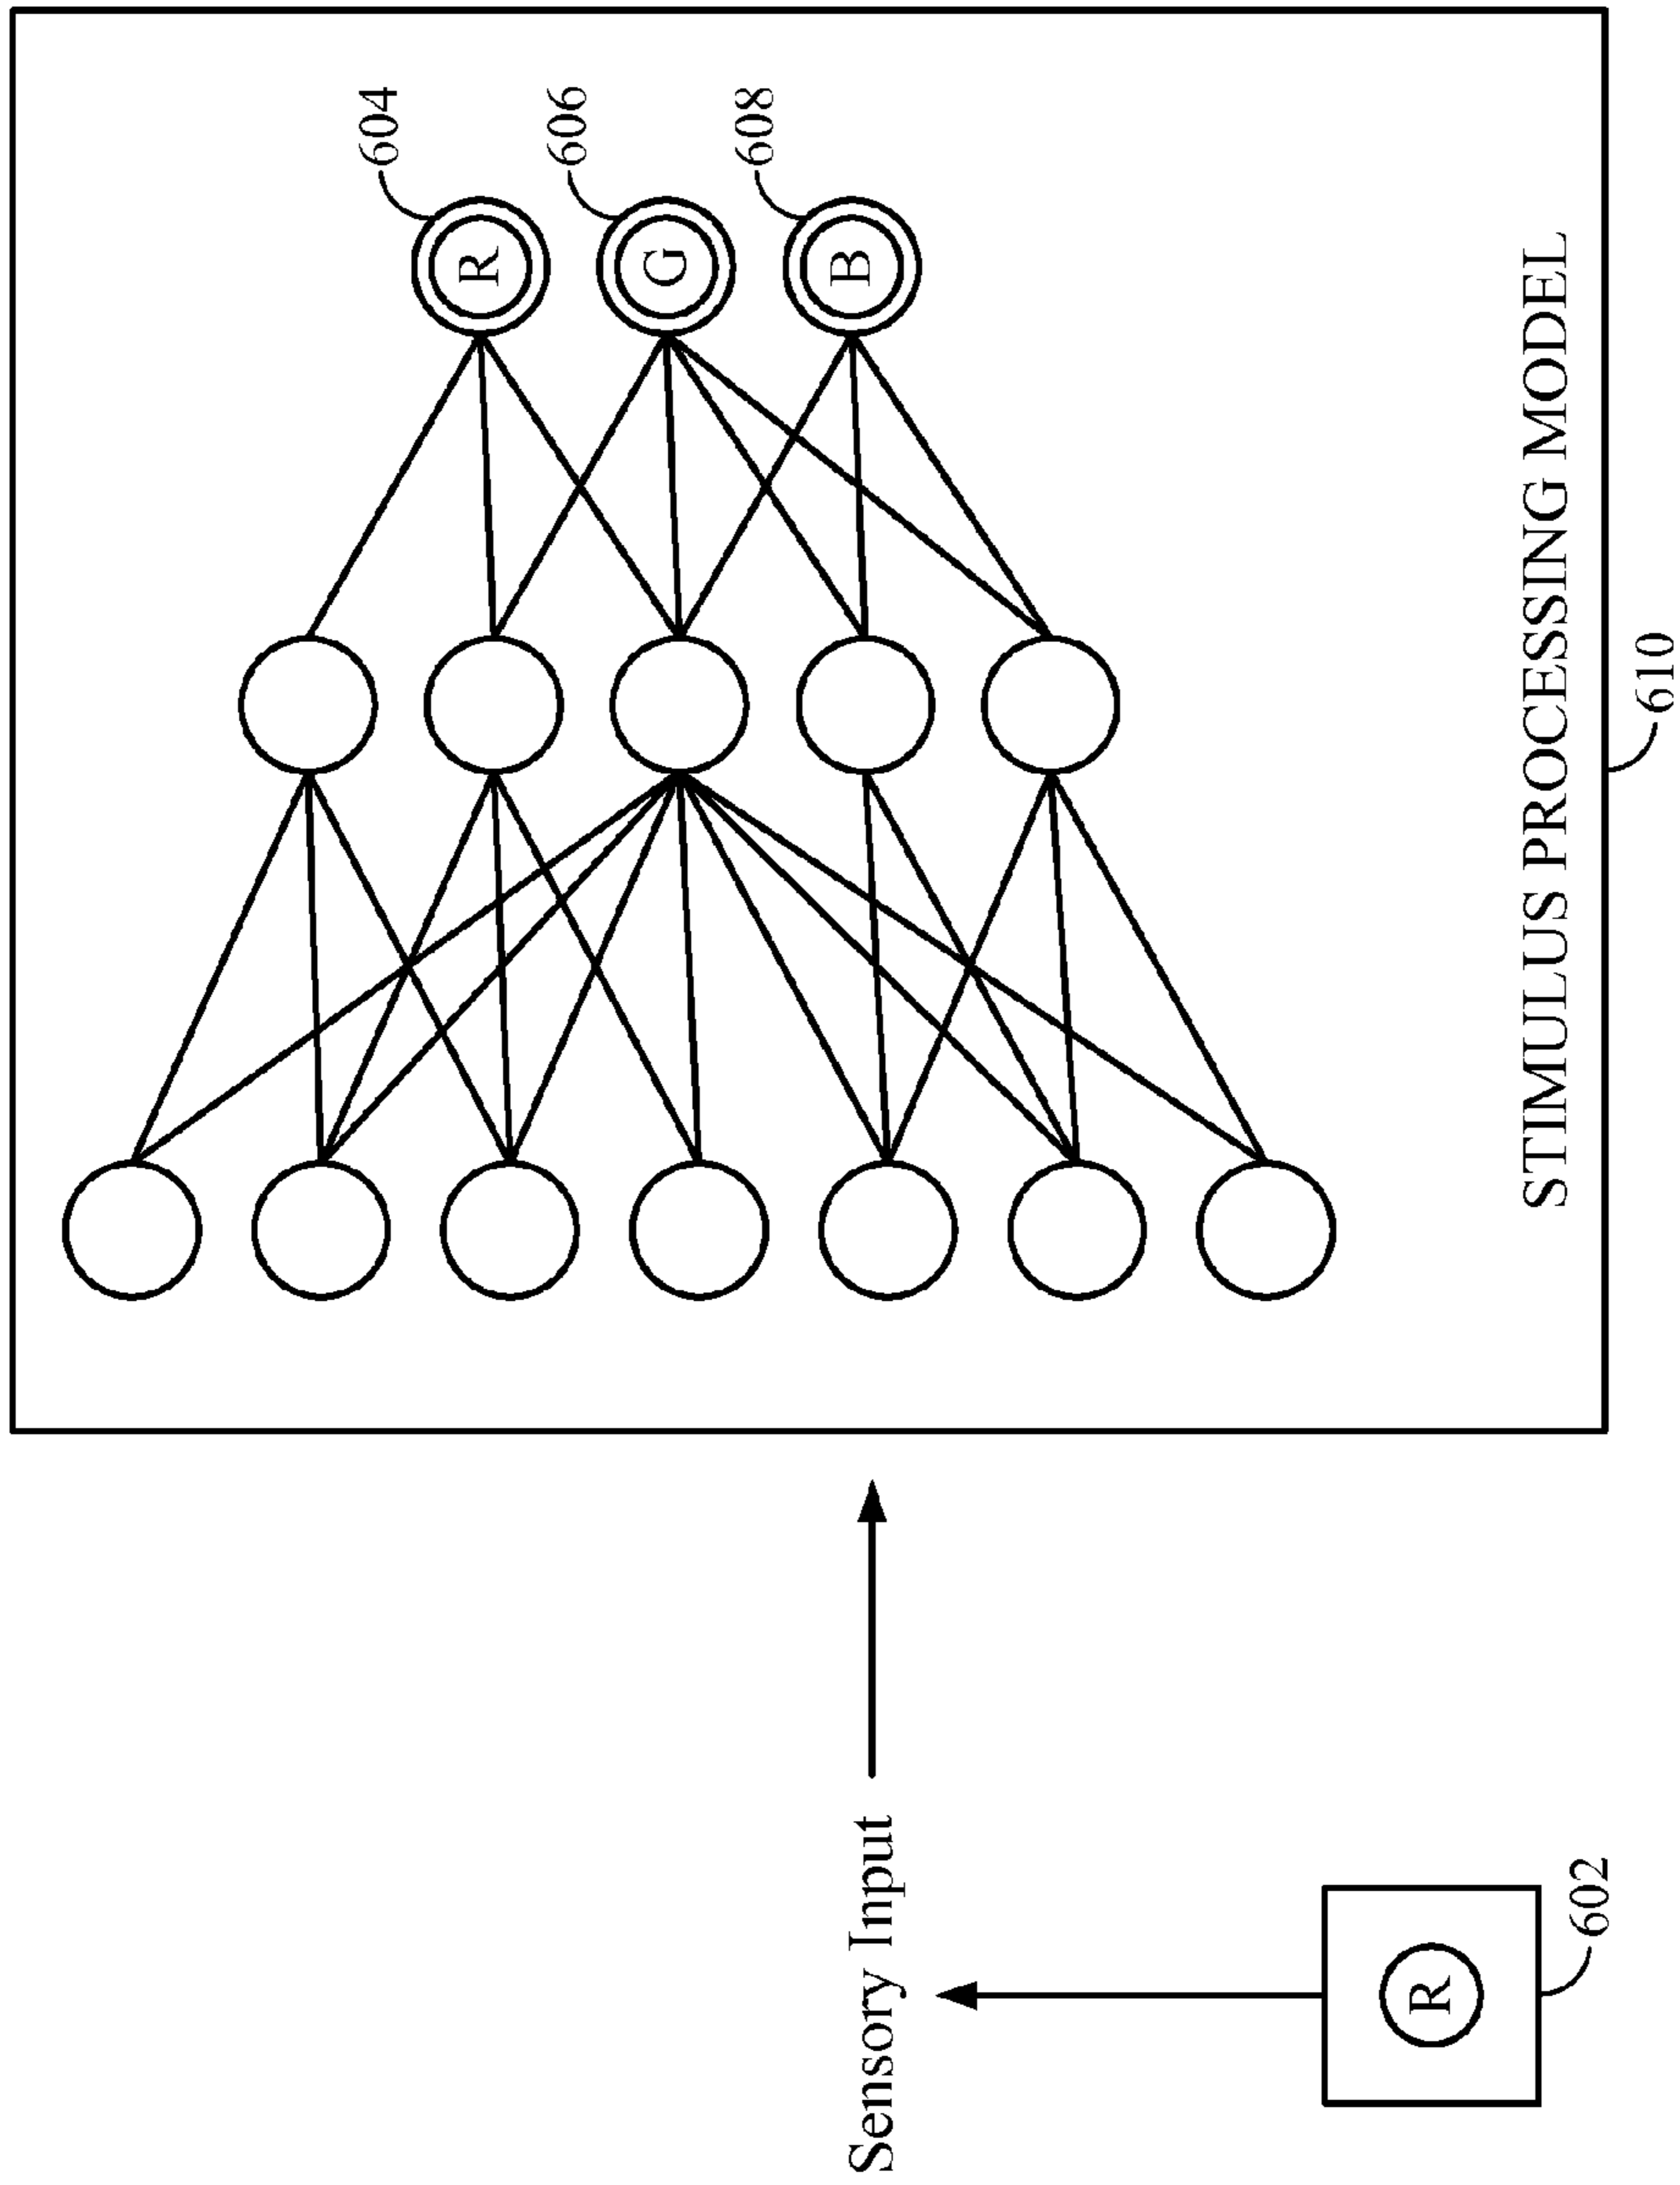 604
R
606
G
608
B
STIMULUS PROCESSING MODEL
610
Sensory Input
R
602